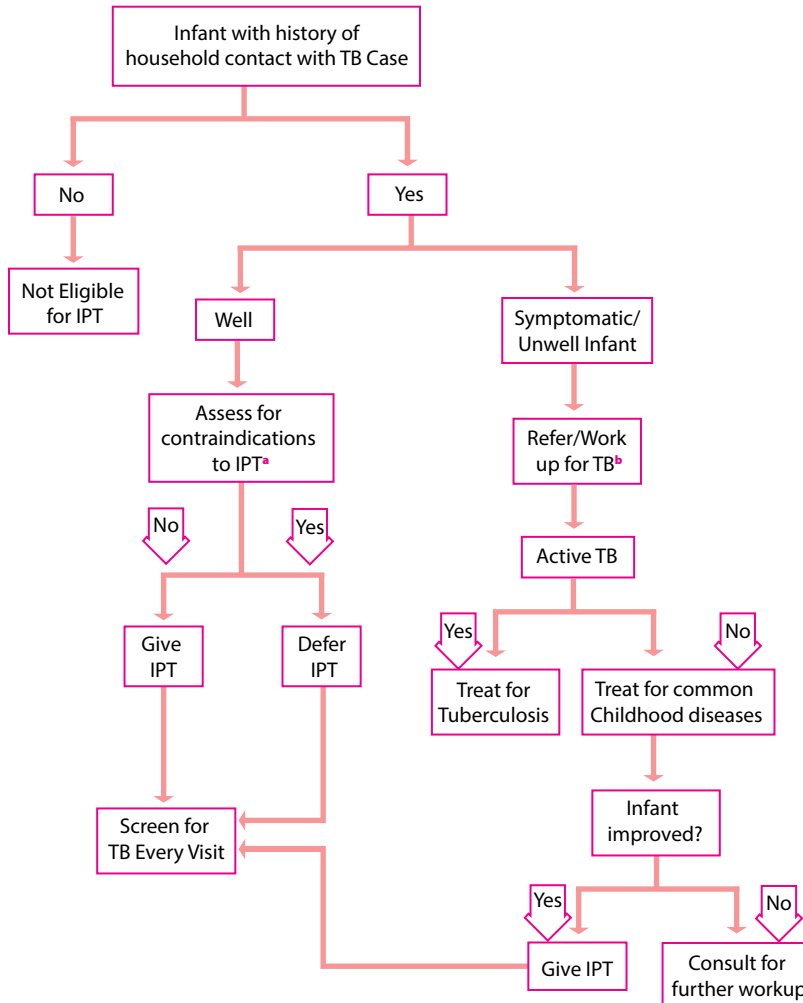 Infant with history of
household contact with TB Case
No
Yes
Not Eligible
for IPT
Well
Symptomatic/
Unwell Infant
Assess for
contraindications
to IPTᵃ
Refer/Work
up for TBᵇ
No
Yes
Active TB
Give
IPT
Defer
IPT
Yes
No
Treat for
Tuberculosis
Treat for common
Childhood diseases
Screen for
TB Every Visit
Infant
improved?
Yes
No
Give IPT
Consult for
further workup